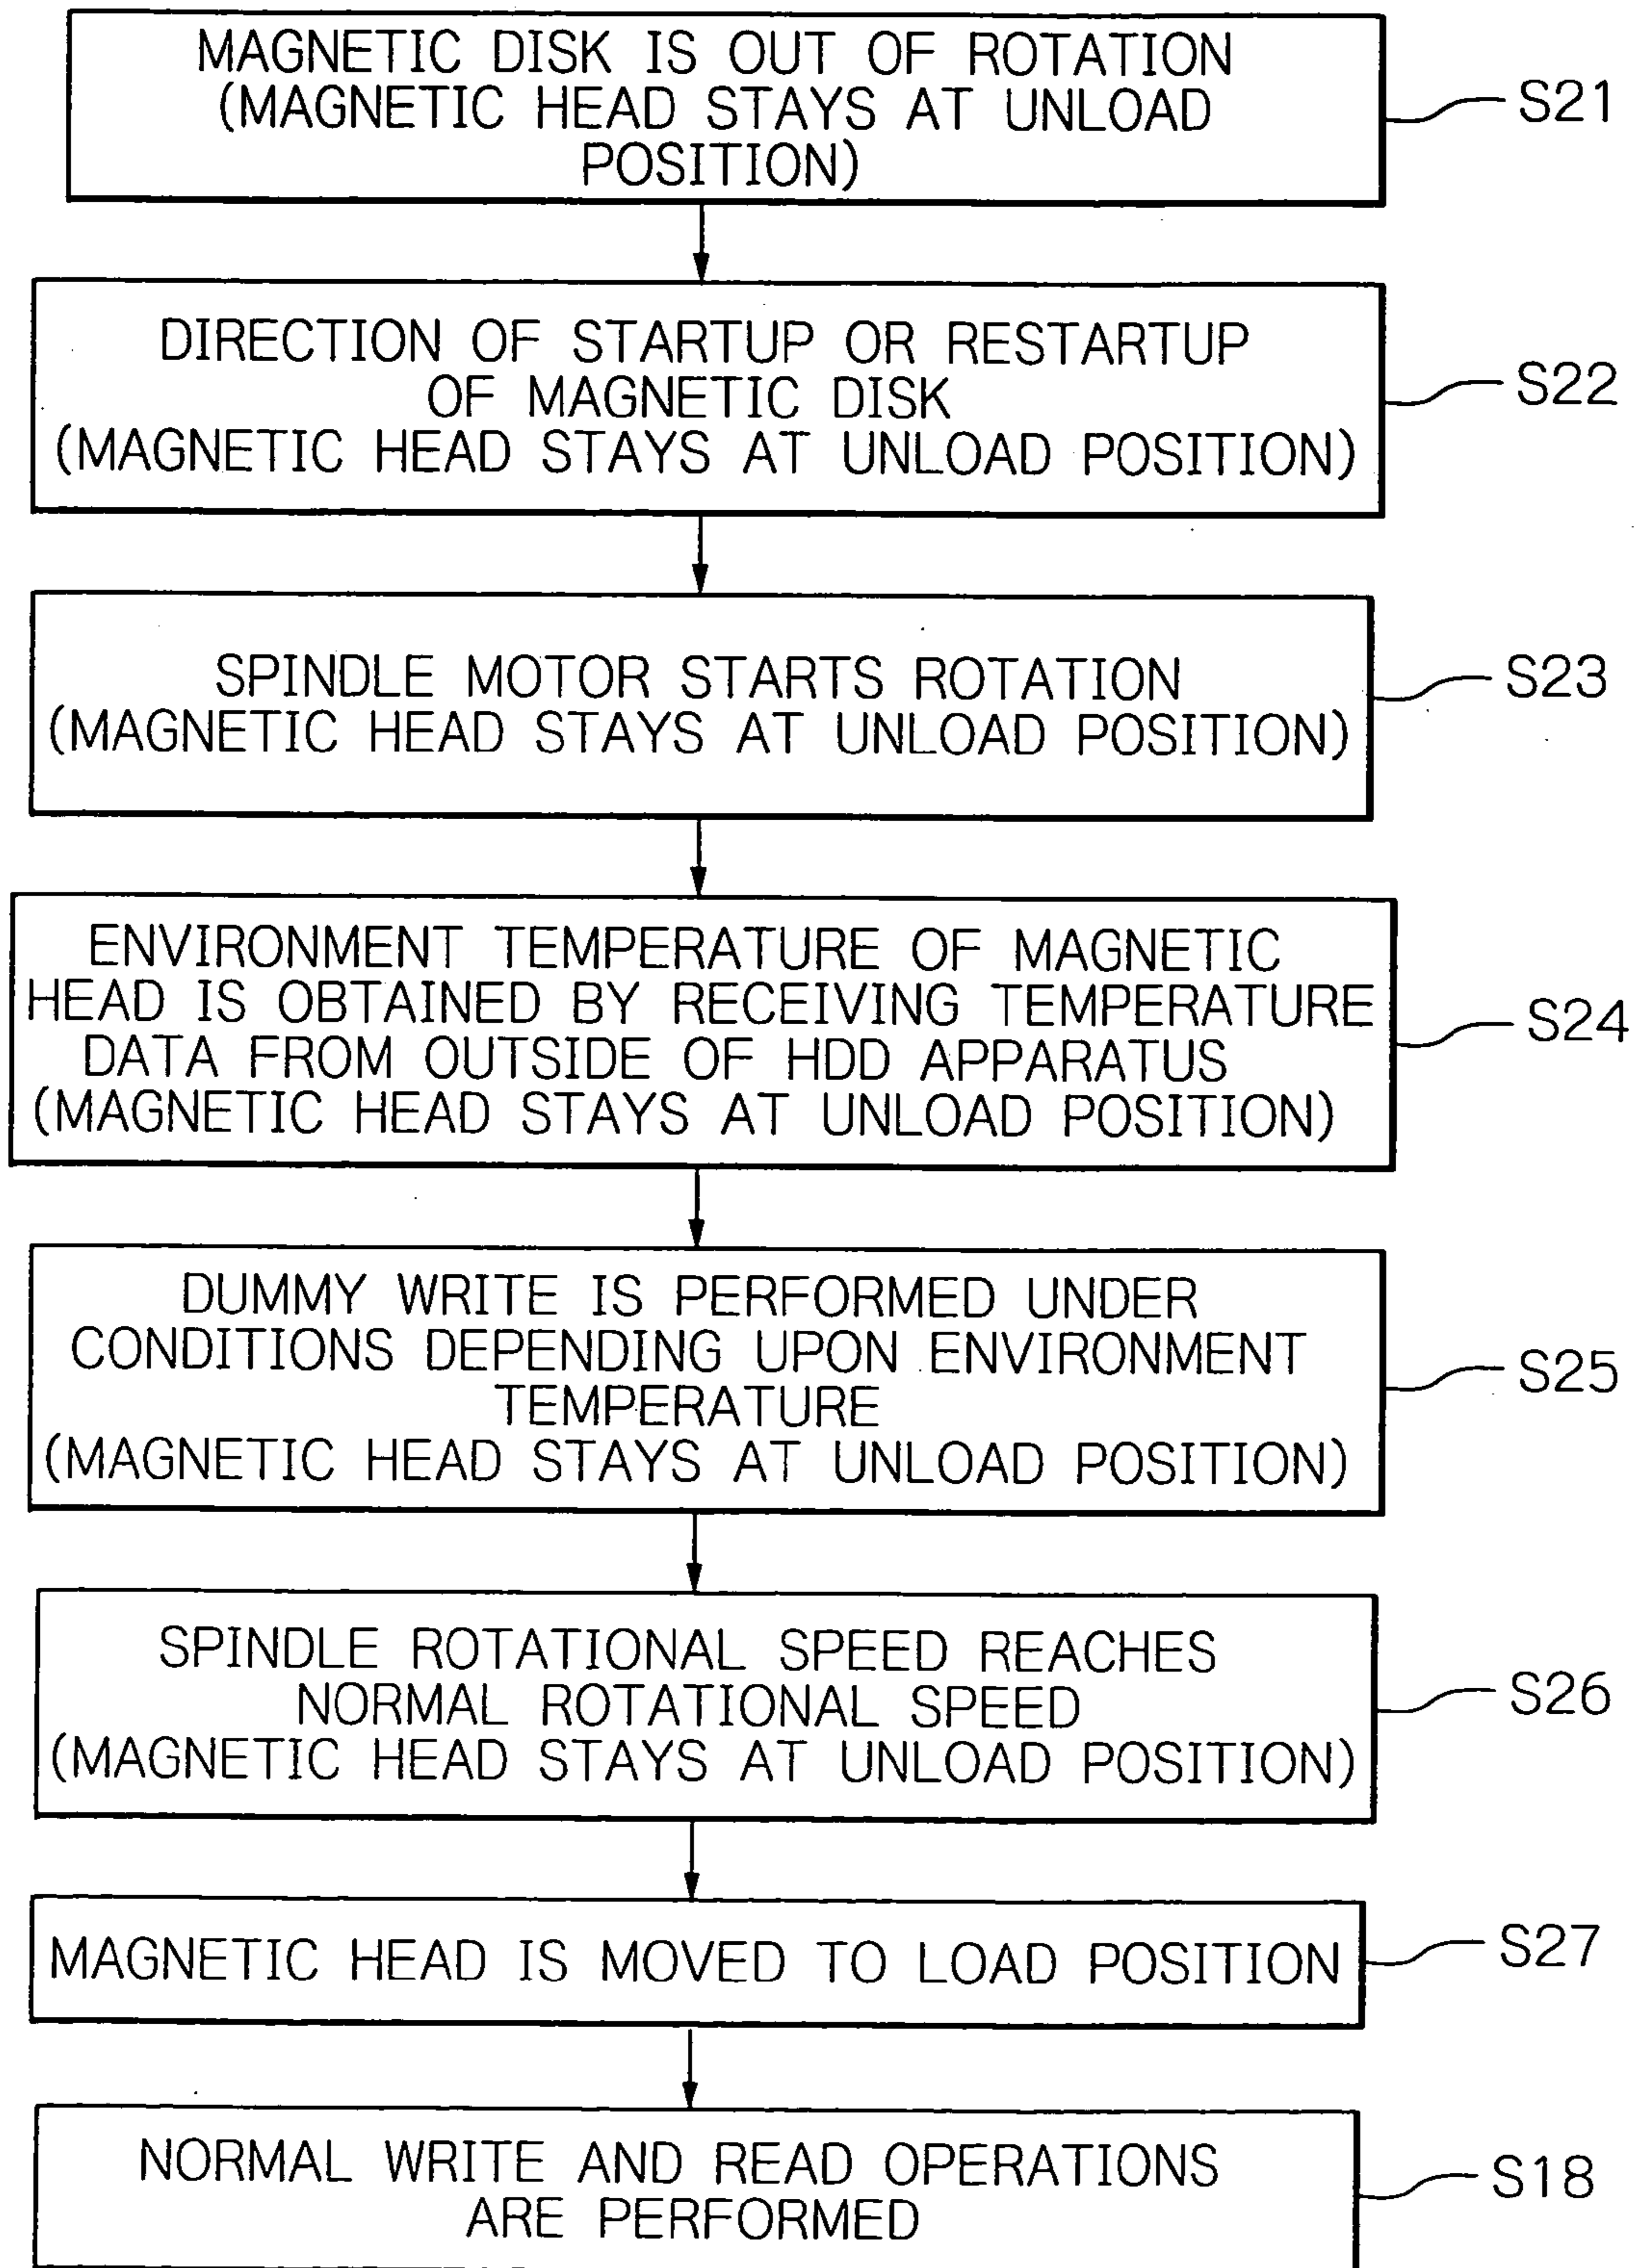 MAGNETIC DISK IS OUT OF ROTATION
(MAGNETIC HEAD STAYS AT UNLOAD
POSITION)
S21
DIRECTION OF STARTUP OR RESTARTUP
OF MAGNETIC DISK
(MAGNETIC HEAD STAYS AT UNLOAD POSITION)
S22
SPINDLE MOTOR STARTS ROTATION
(MAGNETIC HEAD STAYS AT UNLOAD POSITION)
S23
ENVIRONMENT TEMPERATURE OF MAGNETIC
HEAD IS OBTAINED BY RECEIVING TEMPERATURE
DATA FROM OUTSIDE OF HDD APPARATUS
(MAGNETIC HEAD STAYS AT UNLOAD POSITION)
S24
DUMMY WRITE IS PERFORMED UNDER
CONDITIONS DEPENDING UPON ENVIRONMENT
TEMPERATURE
(MAGNETIC HEAD STAYS AT UNLOAD POSITION)
S25
SPINDLE ROTATIONAL SPEED REACHES
NORMAL ROTATIONAL SPEED
(MAGNETIC HEAD STAYS AT UNLOAD POSITION)
S26
MAGNETIC HEAD IS MOVED TO LOAD POSITION
S27
NORMAL WRITE AND READ OPERATIONS
ARE PERFORMED
S18